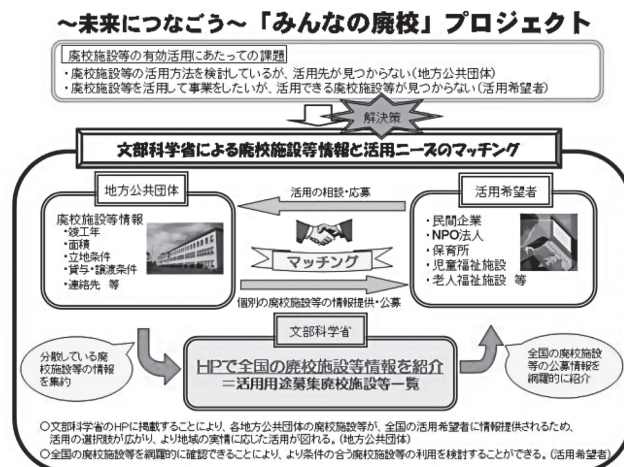 ～未来につなごう～「みんなの廃校」プロジェクト
廃校施設等の有効活用にあたっての課題
・廃校施設等の活用方法を検討しているが、活用先が見つからない(地方公共団体)
・廃校施設等を活用して事業をしたいが、活用できる廃校施設等が見つからない(活用希望者)
解決策
文部科学省による廃校施設等情報と活用ニーズのマッチング
地方公共団体
廃校施設等情報
・竣工年
・面積
・立地条件
・貸与・譲渡条件
・連絡先 等
活用の相談・応募
マッチング
個別の廃校施設等の情報提供・公募
活用希望者
・民間企業
・NPO法人
・保育所
・児童福祉施設
・老人福祉施設 等
分散している廃
校施設等の情報
を集約
文部科学省
HPで全国の廃校施設等情報を紹介
＝活用用途募集廃校施設等一覧
全国の廃校施設
等の公募情報を
網羅的に紹介
○文部科学省のHPに掲載することにより、各地方公共団体の廃校施設等が、全国の活用希望者に情報提供されるため、
活用の選択肢が広がり、より地域の実情に応じた活用が図れる。(地方公共団体)
○全国の廃校施設等を網羅的に確認できることにより、より条件の合う廃校施設等の利用を検討することができる。(活用希望者)